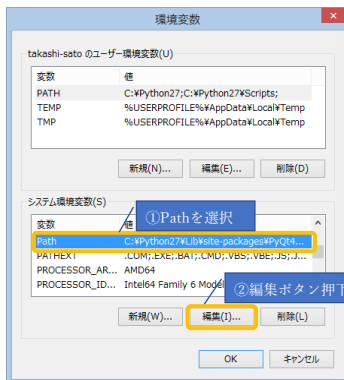 環境変数
takashi-sato のユーザー環境変数(U)
変数 値
PATH C:¥Python27;C:¥Python27¥Scripts;
TEMP %USERPROFILE%¥AppData¥Local¥Temp
TMP %USERPROFILE%¥AppData¥Local¥Temp
新規(N)... 編集(E)... 削除(D)
システム環境変数(S)
①Pathを選択
変数 値
Path C:¥Python27¥Lib¥site-packages¥PyQt4...
PATHEXT .COM;.EXE;.BAT;.CMD;.VBS;.VBE;.JS;.J...
PROCESSOR_AR... AMD64
PROCESSOR_ID... Intel64 Family 6 Model
②編集ボタン押下
新規(W)... 編集(I)... 削除(L)
OK キャンセル